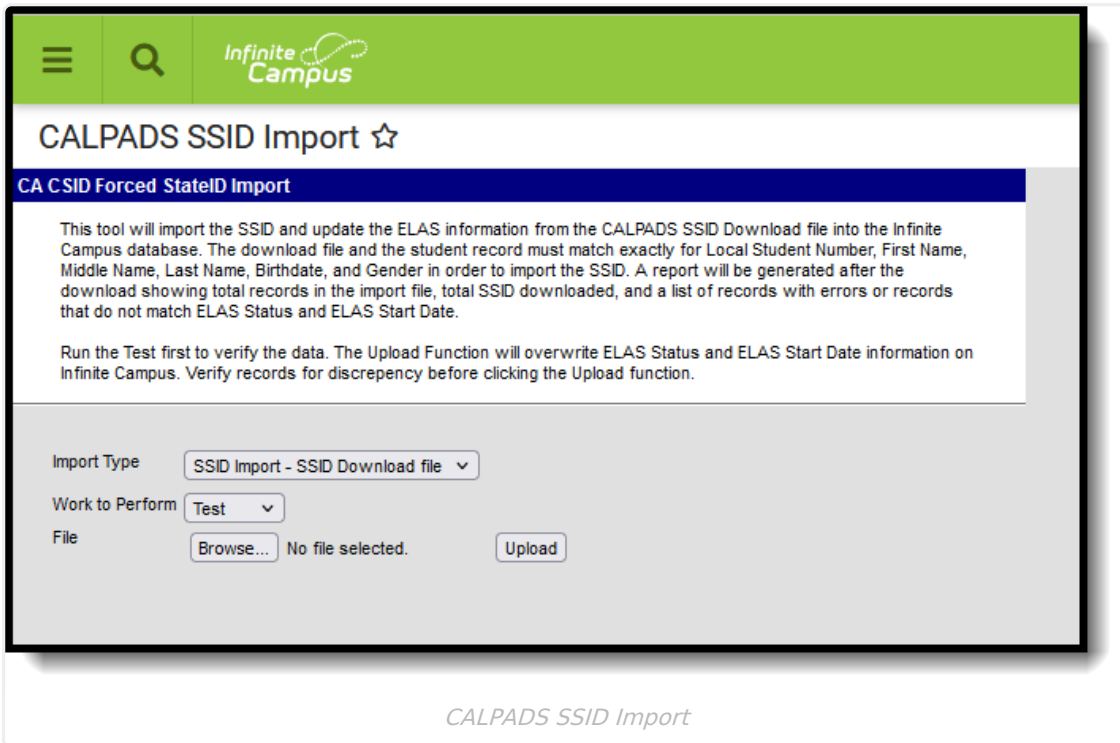 Infinite
Campus
CALPADS SSID Import
CA CSID Forced StateID Import
This tool will import the SSID and update the ELAS information from the CALPADS SSID Download file into the Infinite
Campus database. The download file and the student record must match exactly for Local Student Number, First Name,
Middle Name, Last Name, Birthdate, and Gender in order to import the SSID. A report will be generated after the
download showing total records in the import file, total SSID downloaded, and a list of records with errors or records
that do not match ELAS Status and ELAS Start Date.
Run the Test first to verify the data. The Upload Function will overwrite ELAS Status and ELAS Start Date information on
Infinite Campus. Verify records for discrepency before clicking the Upload function.
Import Type SSID Import - SSID Download file
Work to Perform Test
File Browse... No file selected. Upload
CALPADS SSID Import